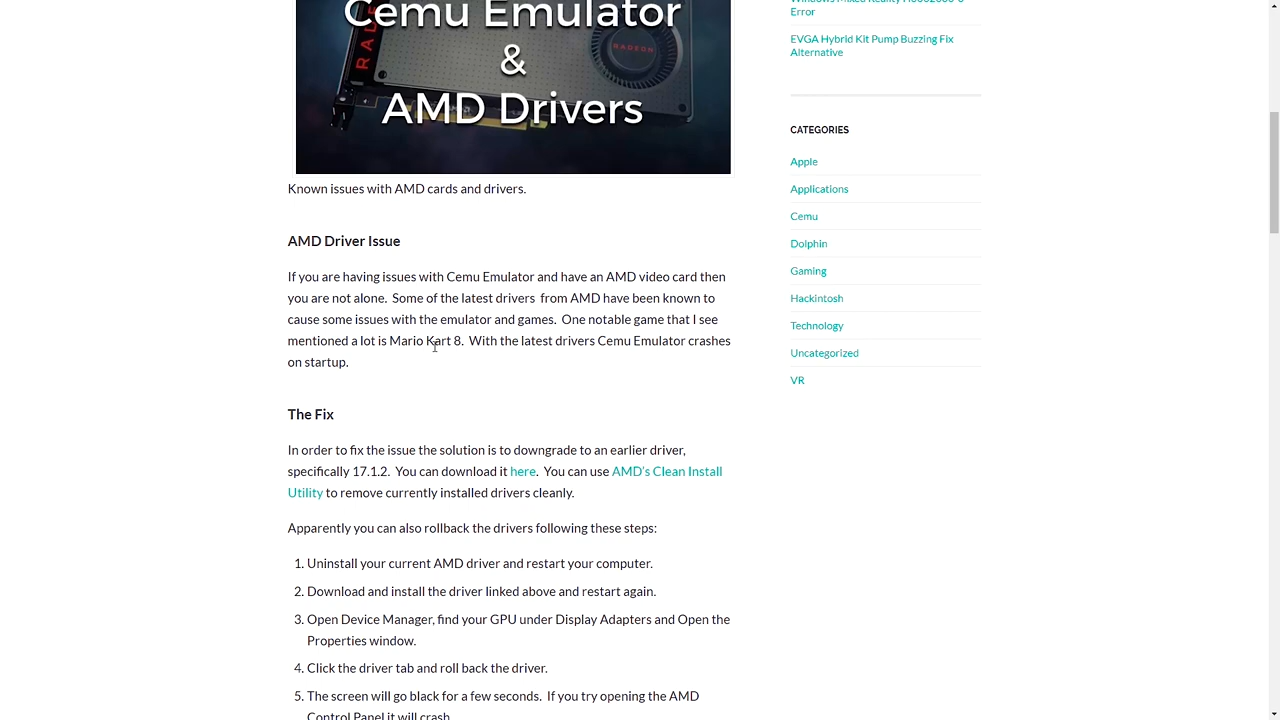 Cemu Emulator
&
AMD Drivers
RADEON
Known issues with AMD cards and drivers.
AMD Driver Issue
If you are having issues with Cemu Emulator and have an AMD video card then
you are not alone.  Some of the latest drivers  from AMD have been known to
cause some issues with the emulator and games.  One notable game that I see
mentioned a lot is Mario Kart 8.  With the latest drivers Cemu Emulator crashes
on startup.
The Fix
In order to fix the issue the solution is to downgrade to an earlier driver,
specifically 17.1.2.  You can download it here.  You can use AMD's Clean Install
Utility to remove currently installed drivers cleanly.
Apparently you can also rollback the drivers following these steps:
1. Uninstall your current AMD driver and restart your computer.
2. Download and install the driver linked above and restart again.
3. Open Device Manager, find your GPU under Display Adapters and Open the
Properties window.
4. Click the driver tab and roll back the driver.
5. The screen will go black for a few seconds.  If you try opening the AMD
Control Panel it will crash.
Error
EVGA Hybrid Kit Pump Buzzing Fix
Alternative
CATEGORIES
Apple
Applications
Cemu
Dolphin
Gaming
Hackintosh
Technology
Uncategorized
VR